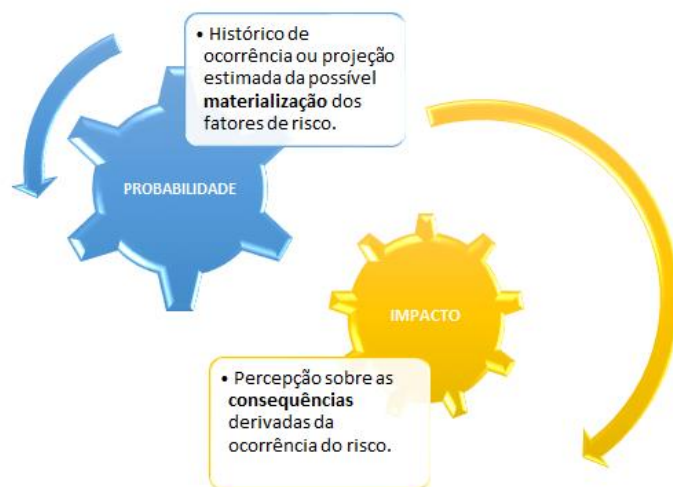 • Histórico de
ocorrência ou projeção
estimada da possível
materialização dos
fatores de risco.
PROBABILIDADE
IMPACTO
• Percepção sobre as
consequências
derivadas da
ocorrência do risco.